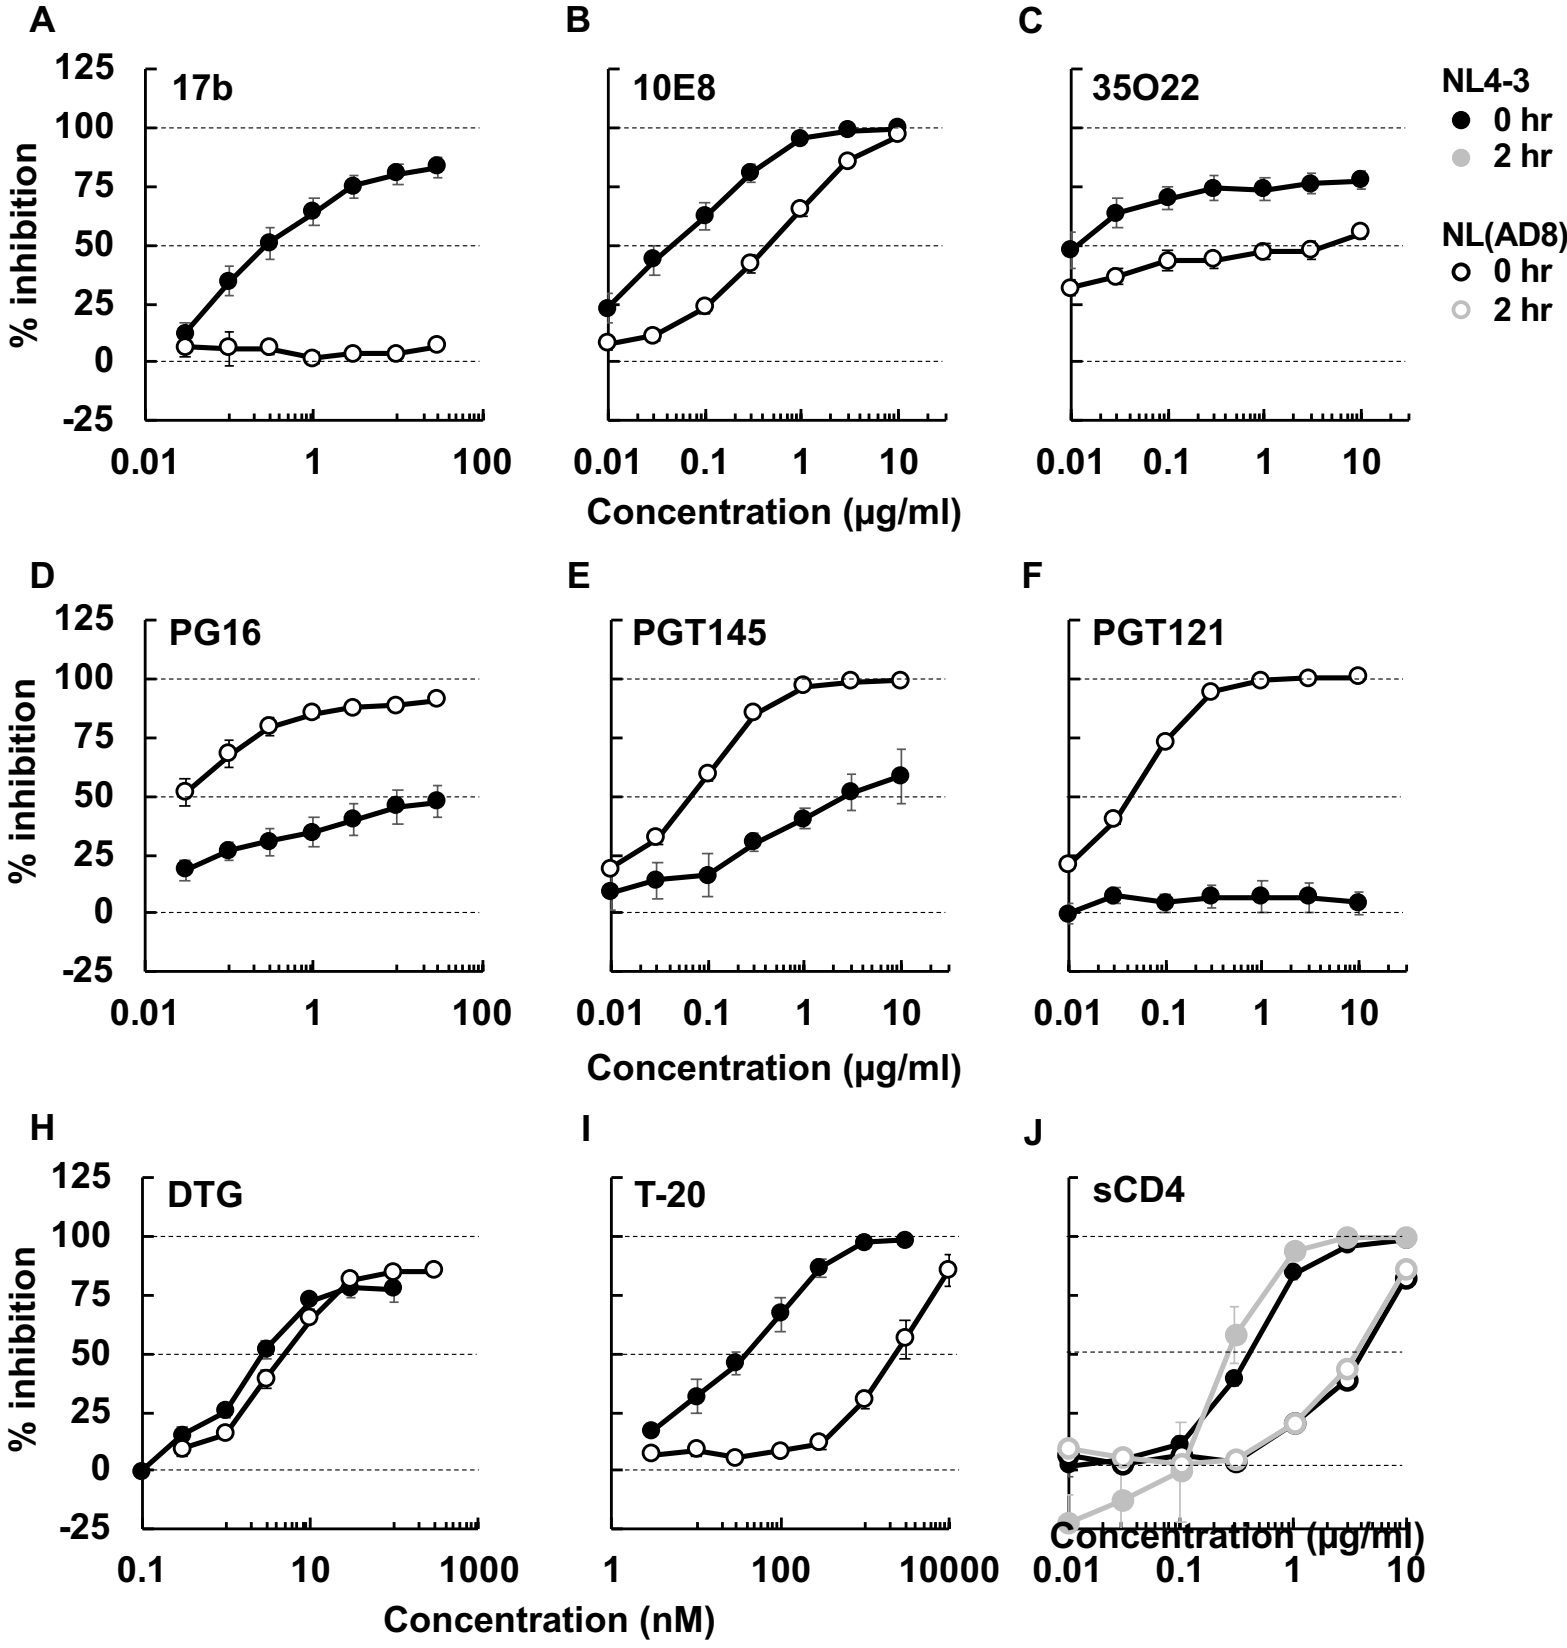 A
B
C
125
100
75
50
25
0
-25
% inhibition
17b
10E8
35O22
NL4-3
0 hr
2 hr
NL(AD8)
0 hr
2 hr
0.01 1 100
0.01 0.1 1 10
0.01 0.1 1 10
Concentration (µg/ml)
D
E
F
125
100
75
50
25
0
-25
% inhibition
PG16
PGT145
PGT121
0.01 1 100
0.01 0.1 1 10
0.01 0.1 1 10
Concentration (µg/ml)
H
I
J
125
100
75
50
25
0
-25
% inhibition
DTG
T-20
sCD4
Concentration (µg/ml)
0.1 10 1000
1 100 10000
0.01 0.1 1 10
Concentration (nM)